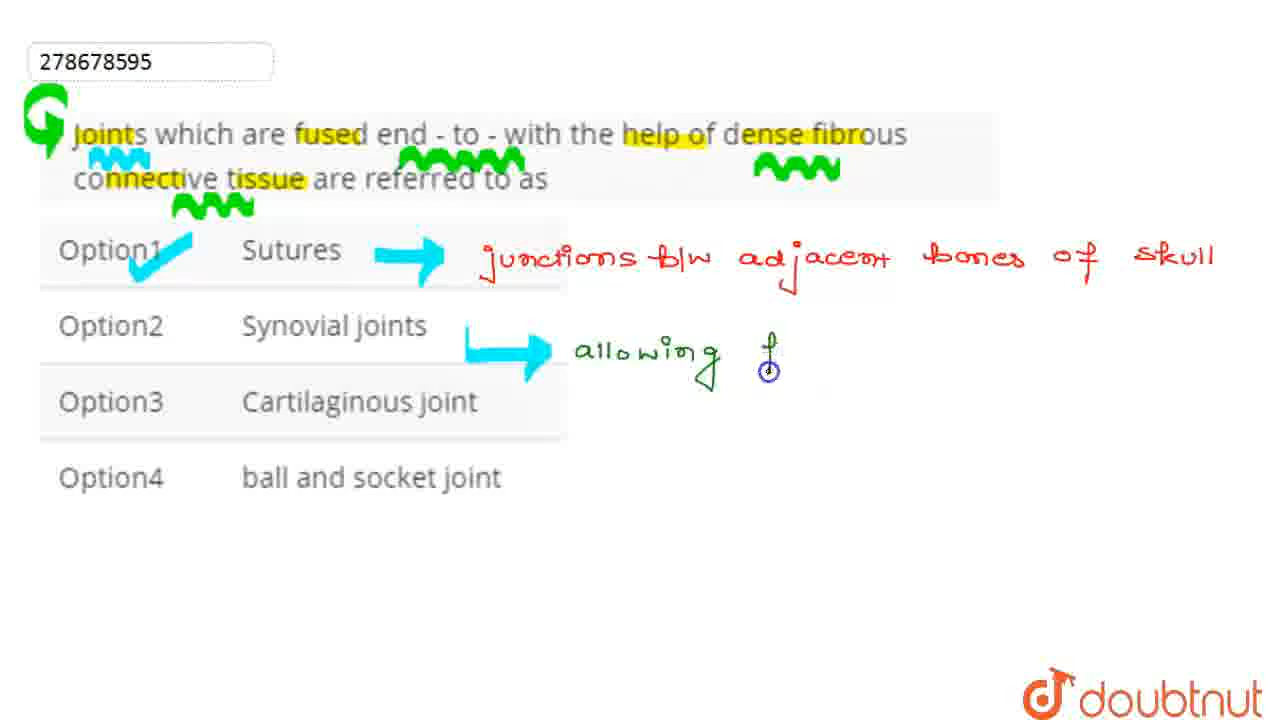 278678595
Joints which are fused end - to - with the help of dense fibrous
connective tissue are referred to as
Option1 Sutures junctions b/w adjacent bones of skull
Option2 Synovial joints allowing f
Option3 Cartilaginous joint
Option4 ball and socket joint
doubtnut